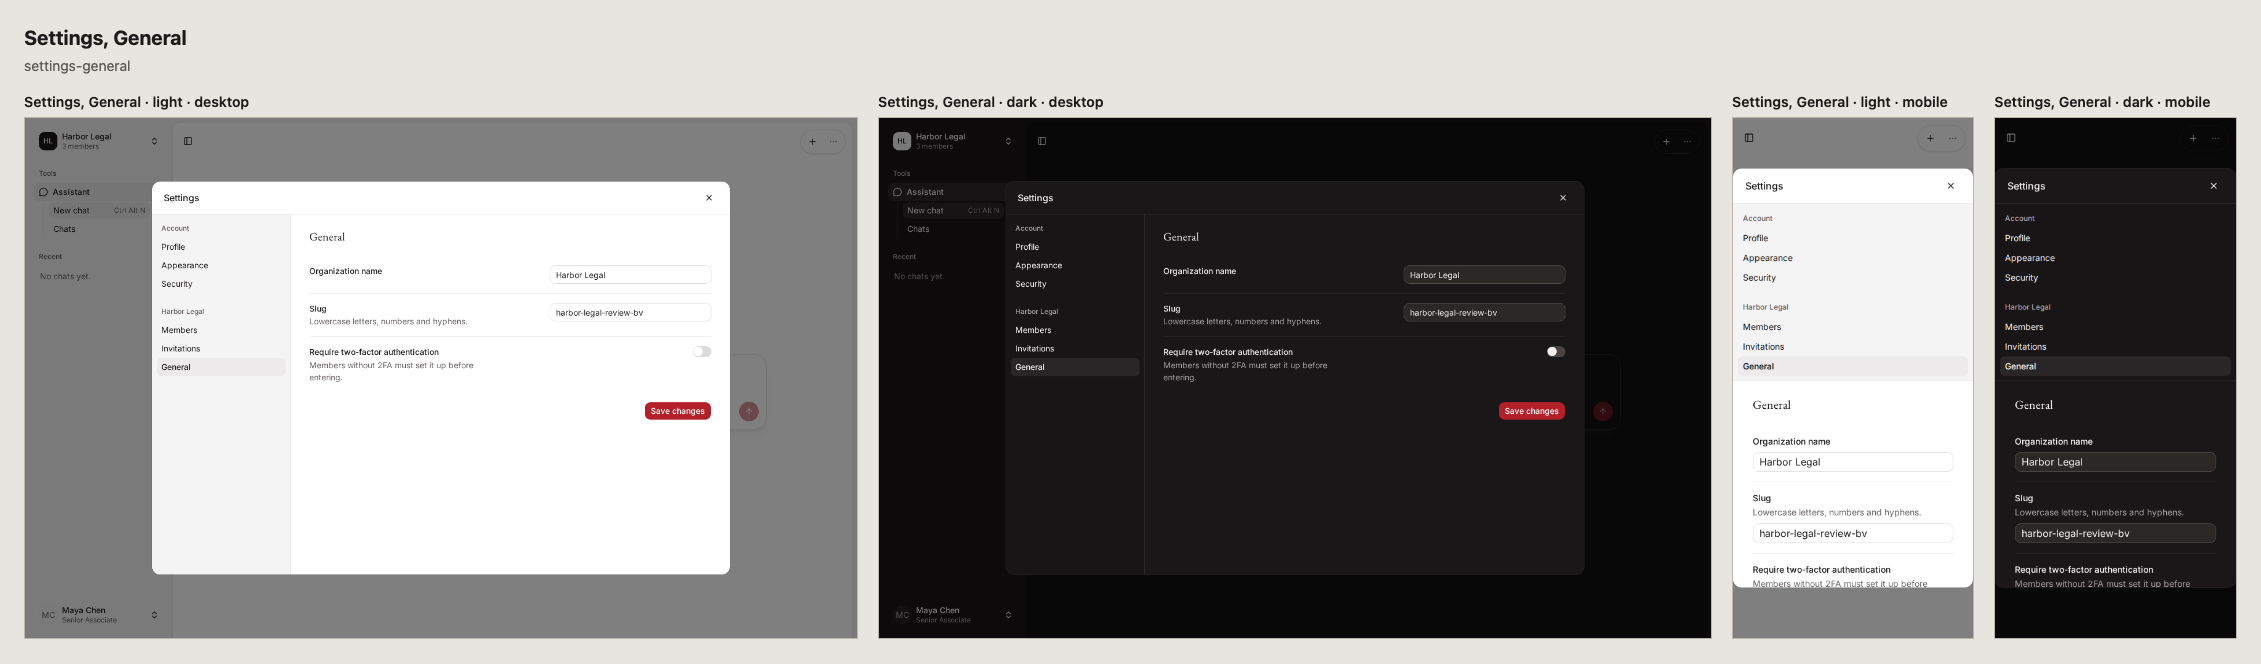 Settings, General
settings-general
Settings, General · light · desktop
HL
Harbor Legal
3 members
Tools
Assistant
New chat
Ctrl Alt N
Chats
Recent
No chats yet.
MC
Maya Chen
Senior Associate
Settings
Account
Profile
Appearance
Security
Harbor Legal
Members
Invitations
General
General
Organization name
Harbor Legal
Slug
Lowercase letters, numbers and hyphens.
harbor-legal-review-bv
Require two-factor authentication
Members without 2FA must set it up before
entering.
Save changes
Settings, General · dark · desktop
HL
Harbor Legal
3 members
Tools
Assistant
New chat
Ctrl Alt N
Chats
Recent
No chats yet.
MC
Maya Chen
Senior Associate
Settings
Account
Profile
Appearance
Security
Harbor Legal
Members
Invitations
General
General
Organization name
Harbor Legal
Slug
Lowercase letters, numbers and hyphens.
harbor-legal-review-bv
Require two-factor authentication
Members without 2FA must set it up before
entering.
Save changes
Settings, General · light · mobile
Settings
Account
Profile
Appearance
Security
Harbor Legal
Members
Invitations
General
General
Organization name
Harbor Legal
Slug
Lowercase letters, numbers and hyphens.
harbor-legal-review-bv
Require two-factor authentication
Members without 2FA must set it up before
Settings, General · dark · mobile
Settings
Account
Profile
Appearance
Security
Harbor Legal
Members
Invitations
General
General
Organization name
Harbor Legal
Slug
Lowercase letters, numbers and hyphens.
harbor-legal-review-bv
Require two-factor authentication
Members without 2FA must set it up before